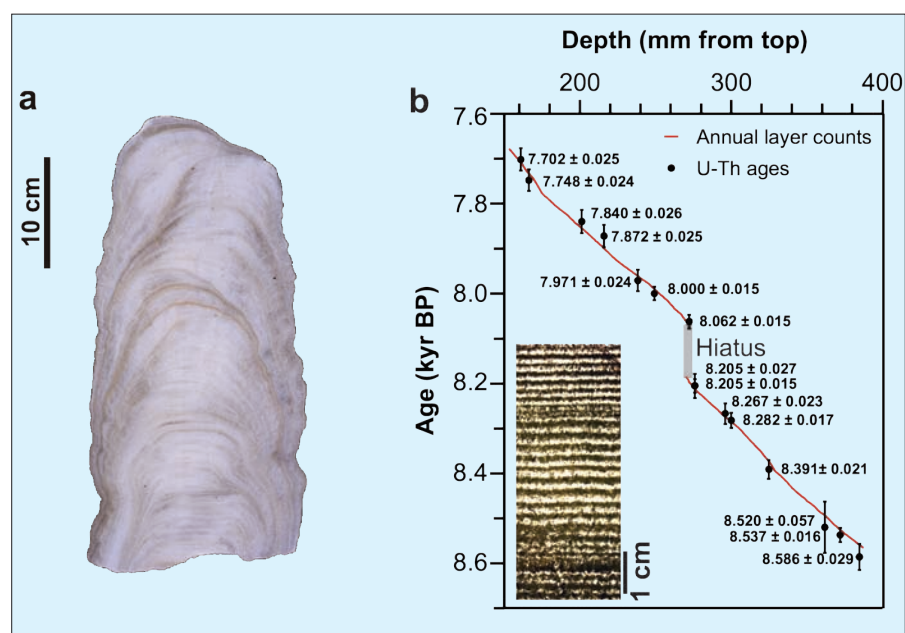 a
10 cm
b
Depth (mm from top)
200
300
400
Age (kyr BP)
7.6
7.8
8.0
8.2
8.4
8.6
Annual layer counts
U-Th ages
7.702 ± 0.025
7.748 ± 0.024
7.840 ± 0.026
7.872 ± 0.025
7.971 ± 0.024
8.000 ± 0.015
8.062 ± 0.015
Hiatus
8.205 ± 0.027
8.205 ± 0.015
8.267 ± 0.023
8.282 ± 0.017
8.391± 0.021
8.520 ± 0.057
8.537 ± 0.016
8.586 ± 0.029
1 cm